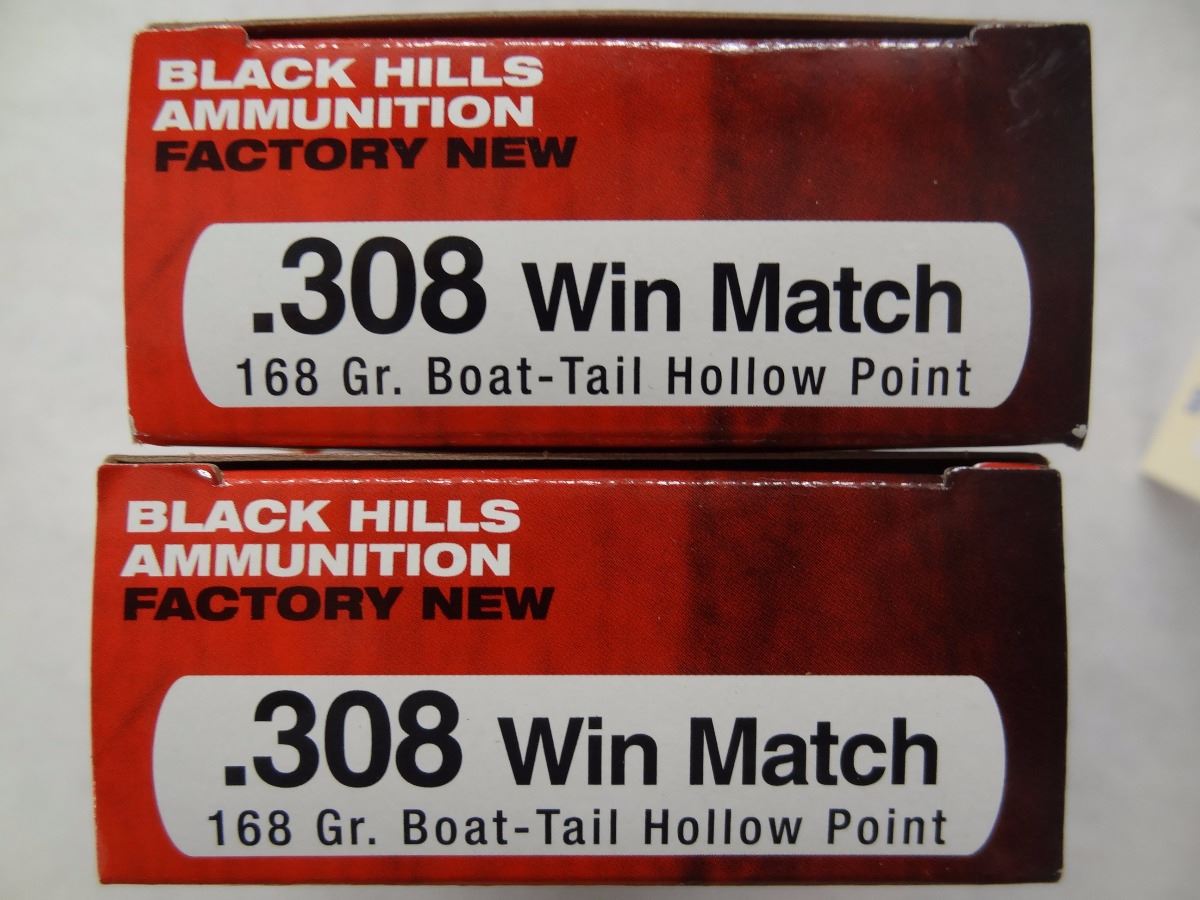 BLACK HILLS
AMMUNITION
FACTORY NEW
.308 Win Match
168 Gr. Boat-Tail Hollow Point
BLACK HILLS
AMMUNITION
FACTORY NEW
.308 Win Match
168 Gr. Boat-Tail Hollow Point